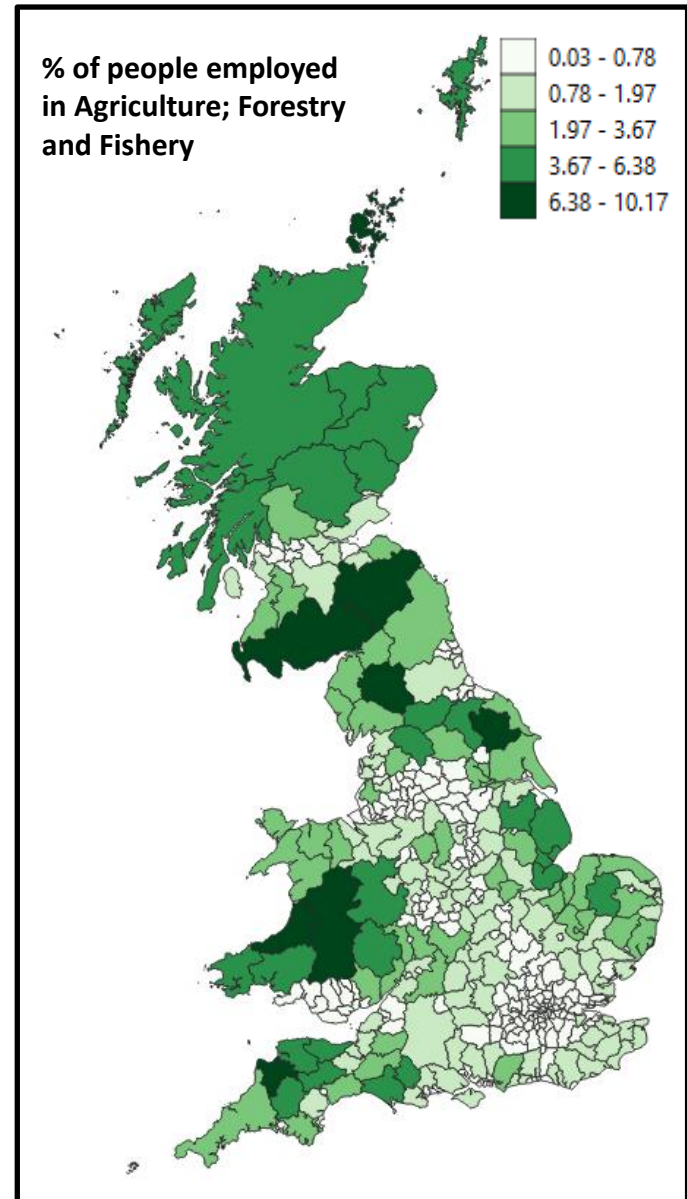 % of people employed
in Agriculture; Forestry
and Fishery
0.03 - 0.78
0.78 - 1.97
1.97 - 3.67
3.67 - 6.38
6.38 - 10.17